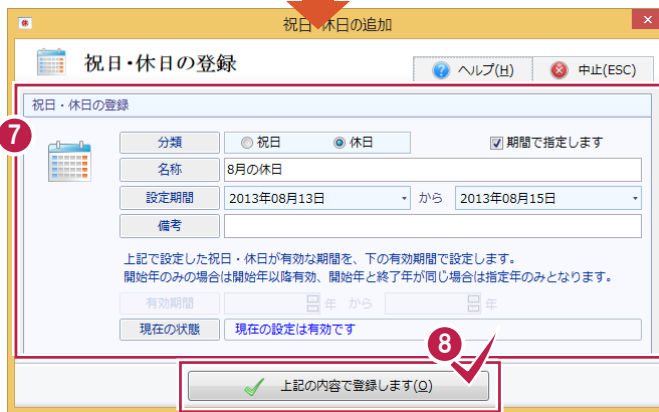 祝日・休日の追加
祝日・休日の登録
ヘルプ(H)
中止(ESC)
祝日・休日の登録
7
分類 祝日 休日 期間で指定します
名称 8月の休日
設定期間 2013年08月13日 から 2013年08月15日
備考
上記で設定した祝日・休日が有効な期間を、下の有効期間で設定します。
開始年のみの場合は開始年以降有効、開始年と終了年が同じ場合は指定年のみとなります。
有効期間 年 から 年
現在の状態 現在の設定は有効です
8
上記の内容で登録します(O)